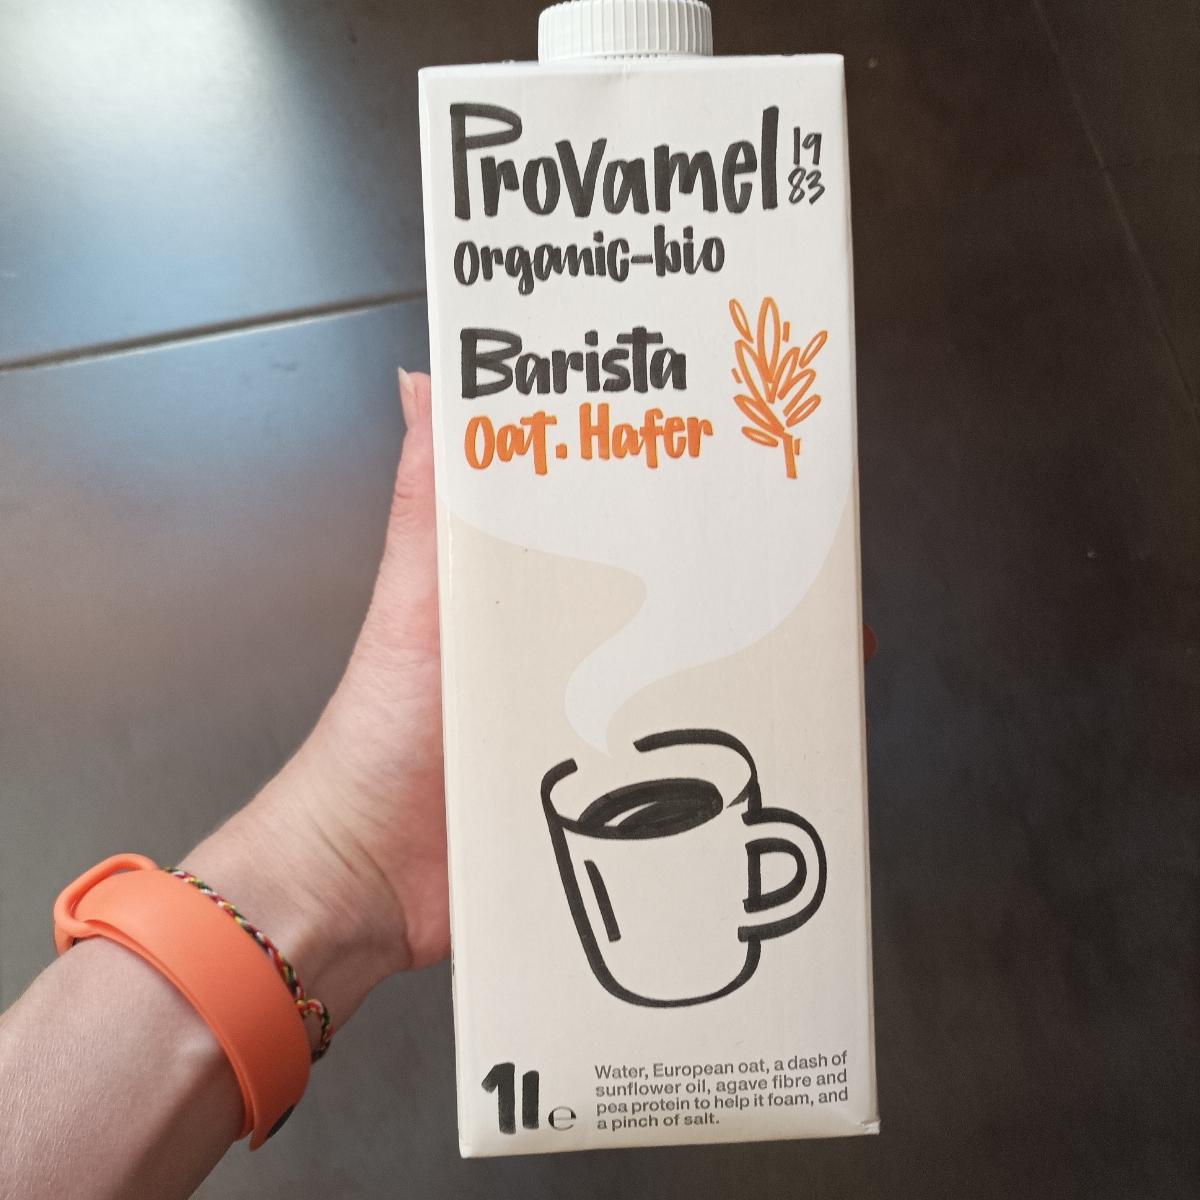 Provamel 19
83
organic-bio
Barista
Oat. Hafer
1l e
Water, European oat, a dash of
sunflower oil, agave fibre and
pea protein to help it foam, and
a pinch of salt.